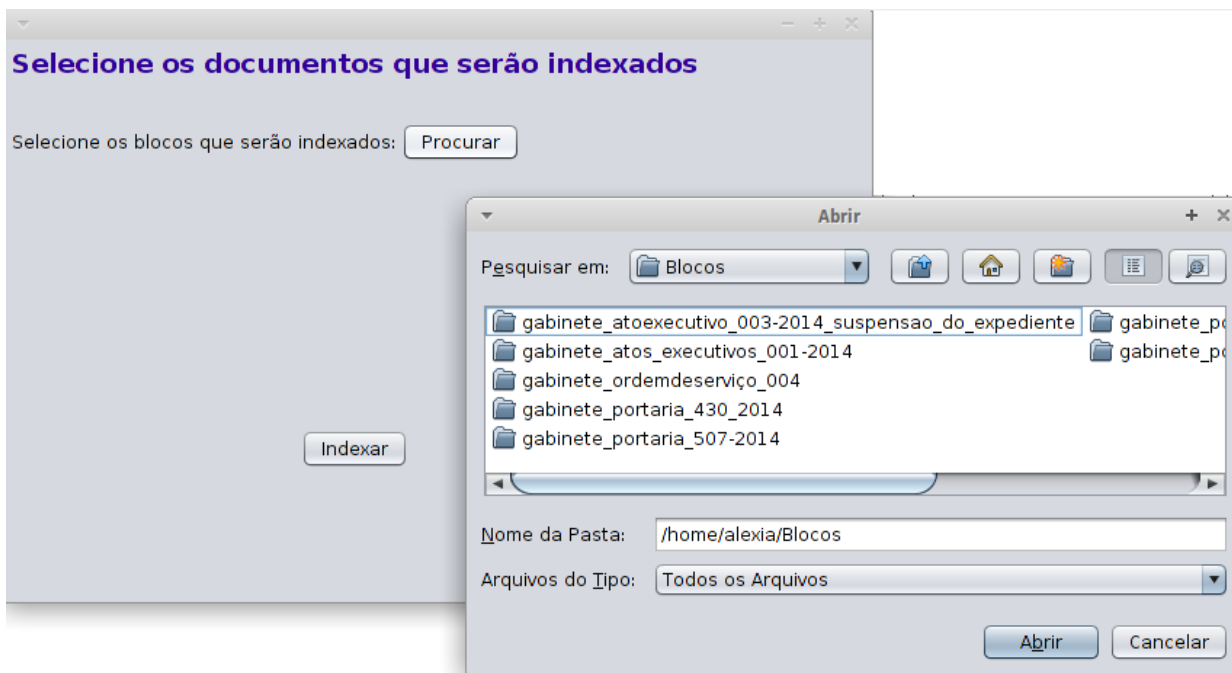 Selecione os documentos que serão indexados
Selecione os blocos que serão indexados: Procurar
Indexar
Abrir
Pesquisar em: Blocos
gabinete_atoexecutivo_003-2014_suspensao_do_expediente
gabinete_atos_executivos_001-2014
gabinete_ordemdeserviço_004
gabinete_portaria_430_2014
gabinete_portaria_507-2014
Nome da Pasta: /home/alexia/Blocos
Arquivos do Tipo: Todos os Arquivos
Abrir Cancelar